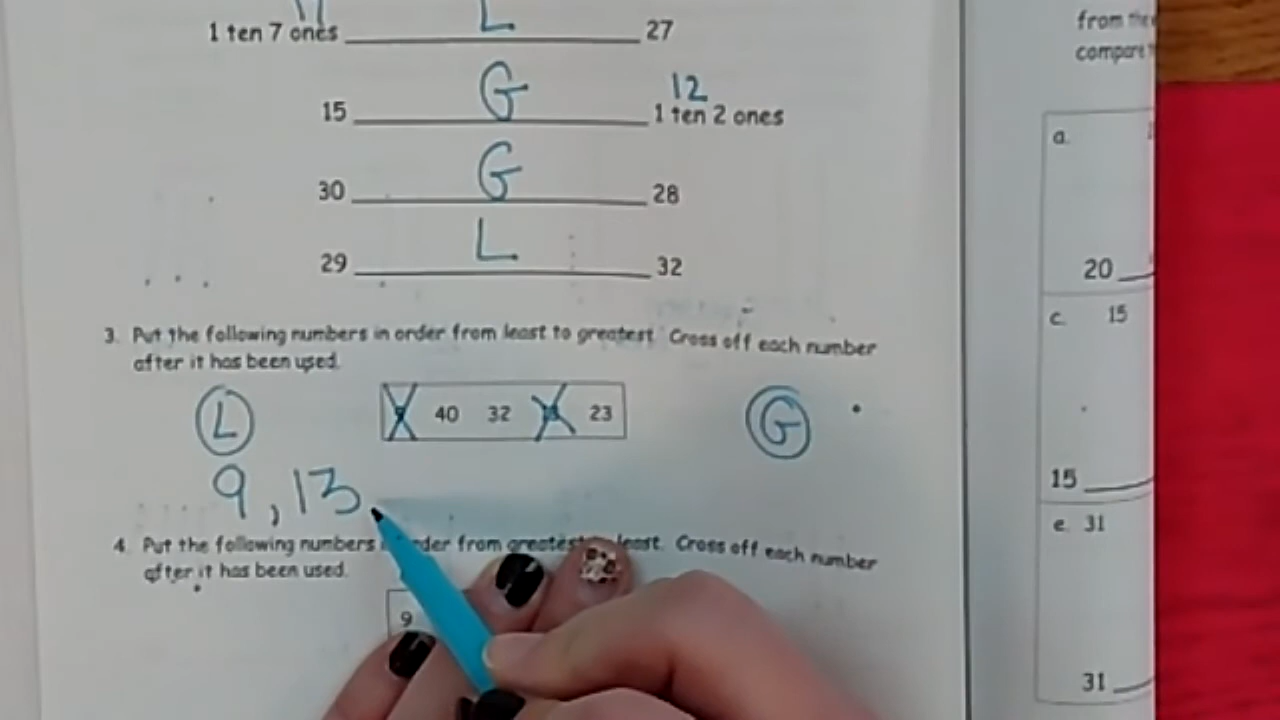 1 ten 7 ones L 27
12
15 G 1 ten 2 ones
30 G 28
29 L 32
3. Put the following numbers in order from least to greatest. Cross off each number
after it has been used.
L 40 32 23 G
9, 13
4. Put the following numbers in order from greatest to least. Cross off each number
after it has been used.
9
from
compare
a.
20
c. 15
15
e. 31
31